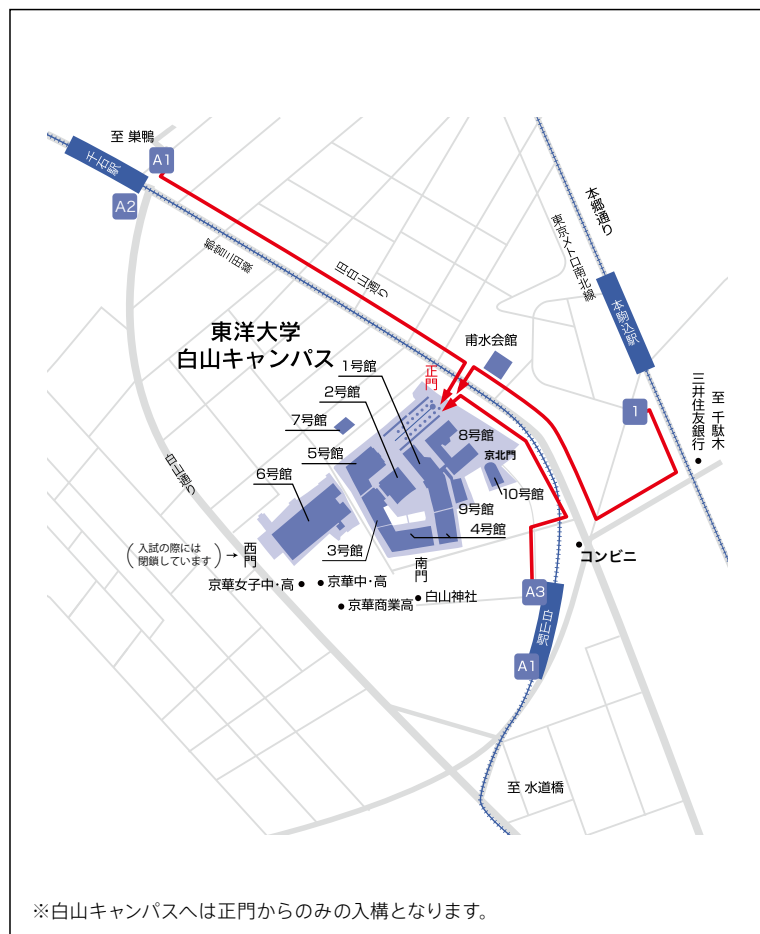 至 巣鴨
A1
千石駅
A2
都営三田線
旧白山通り
本郷通り
東京メトロ南北線
本駒込駅
東洋大学
白山キャンパス
甫水会館
正門
1号館
2号館
7号館
5号館
6号館
8号館
京北門
10号館
9号館
4号館
3号館
1
三井住友銀行
至 千駄木
白山通り
(入試の際には
閉鎖しています)
→
西門
南門
コンビニ
京華女子中・高
京華中・高
京華商業高
白山神社
A3
白山駅
A1
至 水道橋
※白山キャンパスへは正門からのみの入構となります。